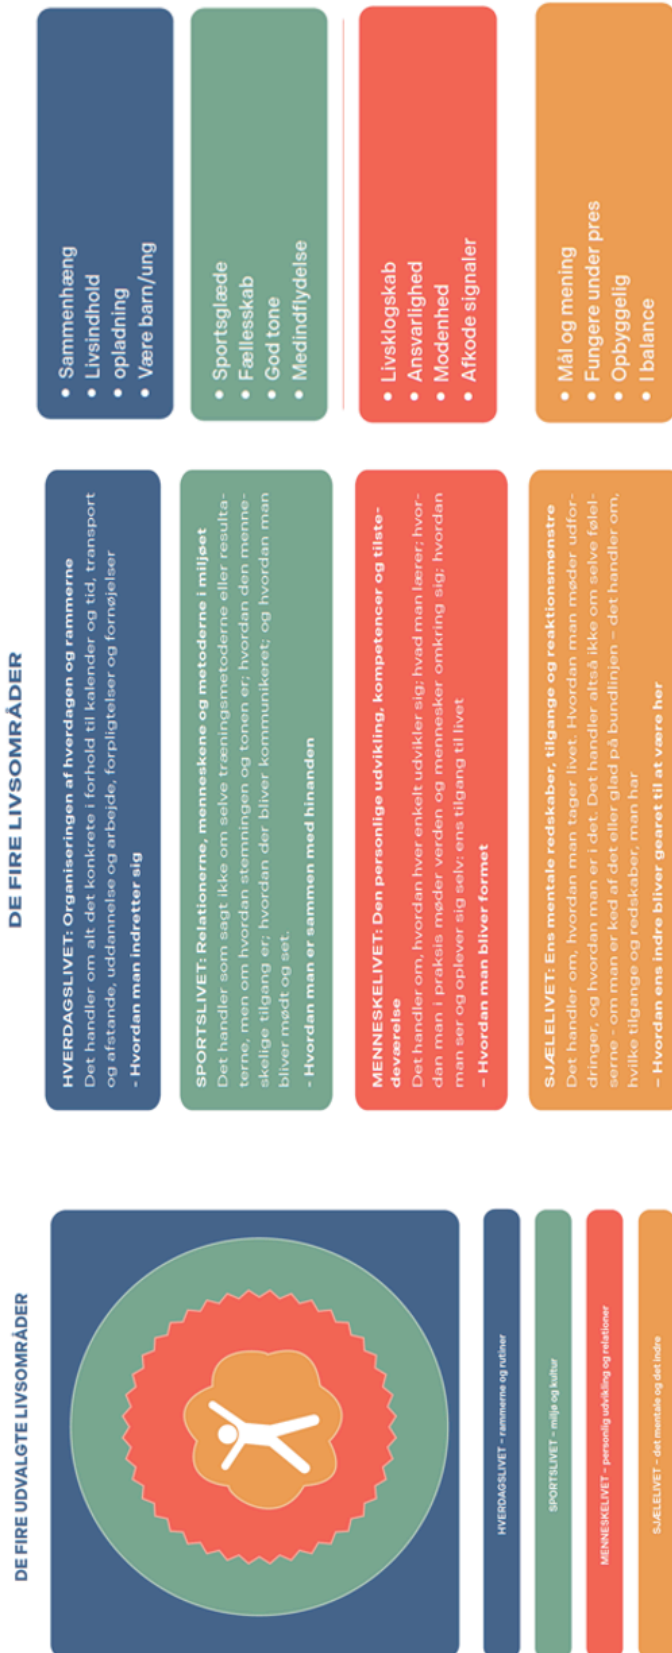 DE FIRE UDVALGTE LIVSOMRÅDER
HVERDAGSLIVET – rammerne og rutiner
SPORTSLIVET – miljø og kultur
MENNESKELIVET – personlig udvikling og relationer
SJÆLELIVET – det mentale og det indre
DE FIRE LIVSOMRÅDER
HVERDAGSLIVET: Organiseringen af hverdagen og rammerne
Det handler om alt det konkrete i forhold til kalender og tid, transport
og afstande, uddannelse og arbejde, forpligtelser og fornøjelser
- Hvordan man indretter sig
SPORTSLIVET: Relationerne, menneskene og metoderne i miljøet
Det handler som sagt ikke om selve træningsmetoderne eller resulta-
terne, men om hvordan stemningen og tonen er; hvordan den menne-
skelige tilgang er; hvordan der bliver kommunikeret; og hvordan man
bliver mødt og set.
- Hvordan man er sammen med hinanden
MENNESKELIVET: Den personlige udvikling, kompetencer og tilste-
deværelse
Det handler om, hvordan hver enkelt udvikler sig; hvad man lærer; hvor-
dan man i praksis møder verden og mennesker omkring sig; hvordan
man ser og oplever sig selv; ens tilgang til livet
– Hvordan man bliver formet
SJÆLELIVET: Ens mentale redskaber, tilgange og reaktionsmønstre
Det handler om, hvordan man tager livet. Hvordan man møder udfor-
dringer, og hvordan man er i det. Det handler altså ikke om selve følel-
serne - om man er ked af det eller glad på bundlinjen – det handler om,
hvilke tilgange og redskaber, man har
– Hvordan ens indre bliver gearet til at være her
• Sammenhæng
• Livsindhold
• opladning
• Være barn/ung
• Sportsglæde
• Fællesskab
• God tone
• Medindflydelse
• Livsklogskab
• Ansvarlighed
• Modenhed
• Afkode signaler
• Mål og mening
• Fungere under pres
• Opbyggelig
• I balance